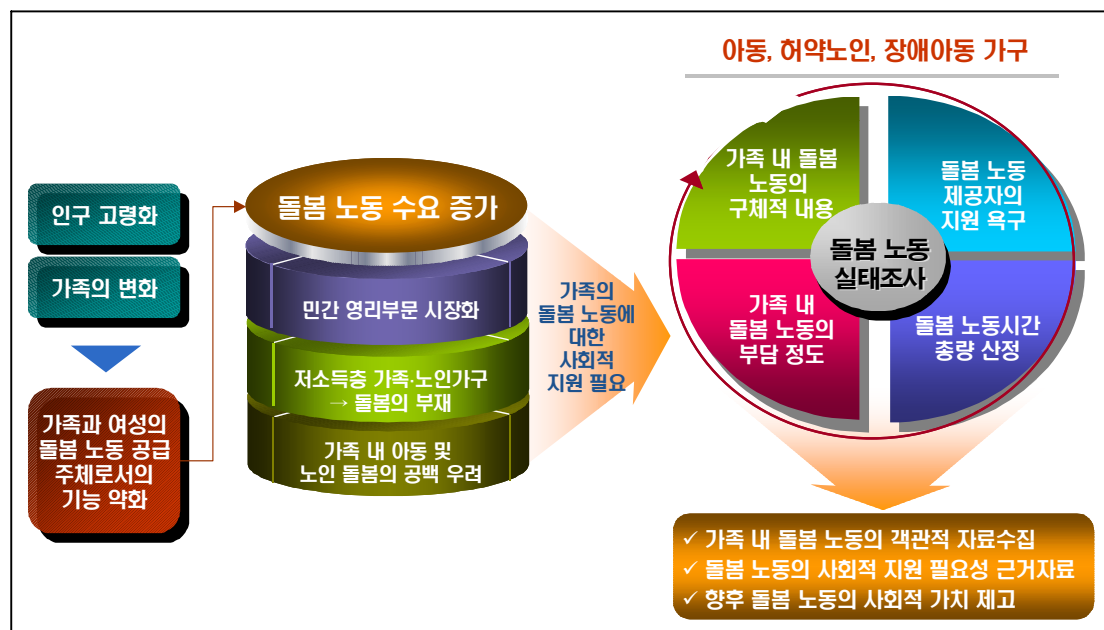 인구 고령화
가족의 변화
가족과 여성의
돌봄 노동 공급
주체로서의
기능 약화
돌봄 노동 수요 증가
민간 영리부문 시장화
저소득층 가족·노인가구
→ 돌봄의 부재
가족 내 아동 및
노인 돌봄의 공백 우려
가족의
돌봄 노동에
대한
사회적
지원 필요
아동, 허약노인, 장애아동 가구
가족 내 돌봄
노동의
구체적 내용
돌봄 노동
제공자의
지원 욕구
돌봄 노동
실태조사
가족 내
돌봄 노동의
부담 정도
돌봄 노동시간
총량 산정
✓ 가족 내 돌봄 노동의 객관적 자료수집
✓ 돌봄 노동의 사회적 지원 필요성 근거자료
✓ 향후 돌봄 노동의 사회적 가치 제고